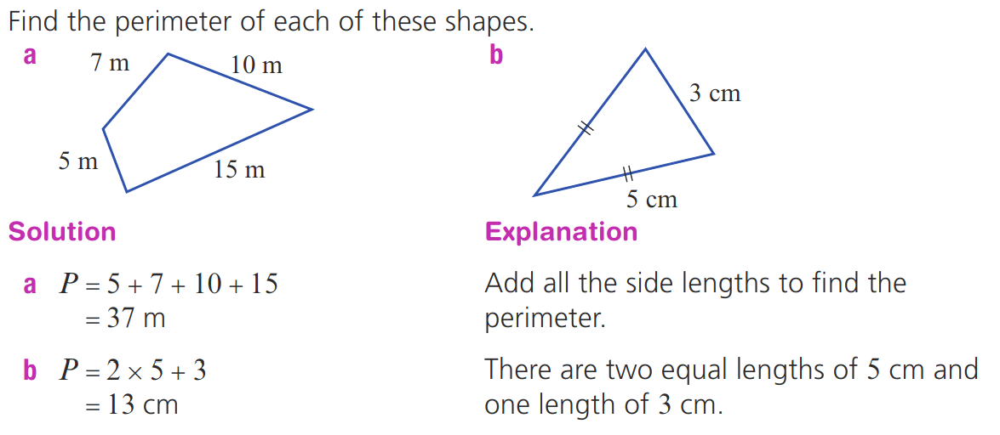 Find the perimeter of each of these shapes.
a
7 m
10 m
5 m
15 m
b
3 cm
5 cm
Solution
Explanation
a P = 5 + 7 + 10 + 15
= 37 m
Add all the side lengths to find the
perimeter.
b P = 2 × 5 + 3
= 13 cm
There are two equal lengths of 5 cm and
one length of 3 cm.